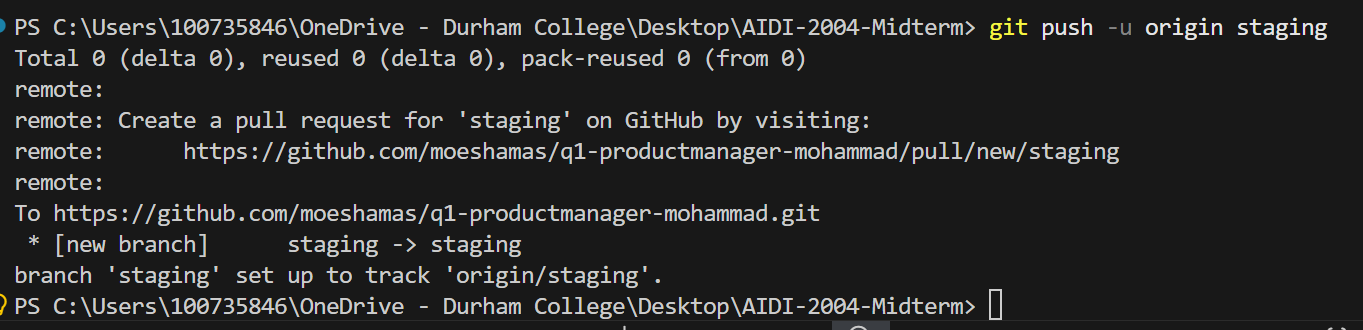 PS C:\Users\100735846\OneDrive - Durham College\Desktop\AIDI-2004-Midterm> git push -u origin staging
Total 0 (delta 0), reused 0 (delta 0), pack-reused 0 (from 0)
remote:
remote: Create a pull request for 'staging' on GitHub by visiting:
remote:      https://github.com/moeshamas/q1-productmanager-mohammad/pull/new/staging
remote:
To https://github.com/moeshamas/q1-productmanager-mohammad.git
 * [new branch]      staging -> staging
branch 'staging' set up to track 'origin/staging'.
PS C:\Users\100735846\OneDrive - Durham College\Desktop\AIDI-2004-Midterm>